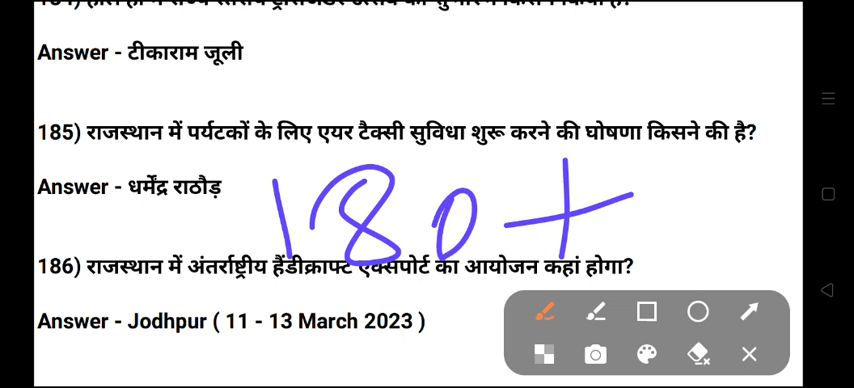 Answer - टीकाराम जूली
185) राजस्थान में पर्यटकों के लिए एयर टैक्सी सुविधा शुरू करने की घोषणा किसने की है?
Answer - धर्मेंद्र राठौड़
180+
186) राजस्थान में अंतर्राष्ट्रीय हैंडीक्राफ्ट एक्सपोर्ट का आयोजन कहां होगा?
Answer - Jodhpur ( 11 - 13 March 2023 )